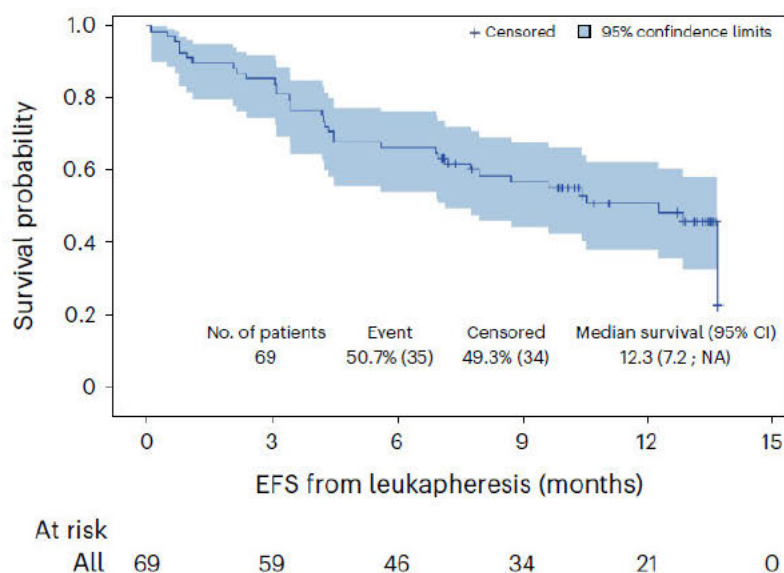 + Censored 95% confindence limits
1.0
0.8
0.6
0.4
0.2
0
Survival probability
No. of patients Event Censored Median survival (95% CI)
69 50.7% (35) 49.3% (34) 12.3 (7.2 ; NA)
0 3 6 9 12 15
EFS from leukapheresis (months)
At risk
All 69 59 46 34 21 0